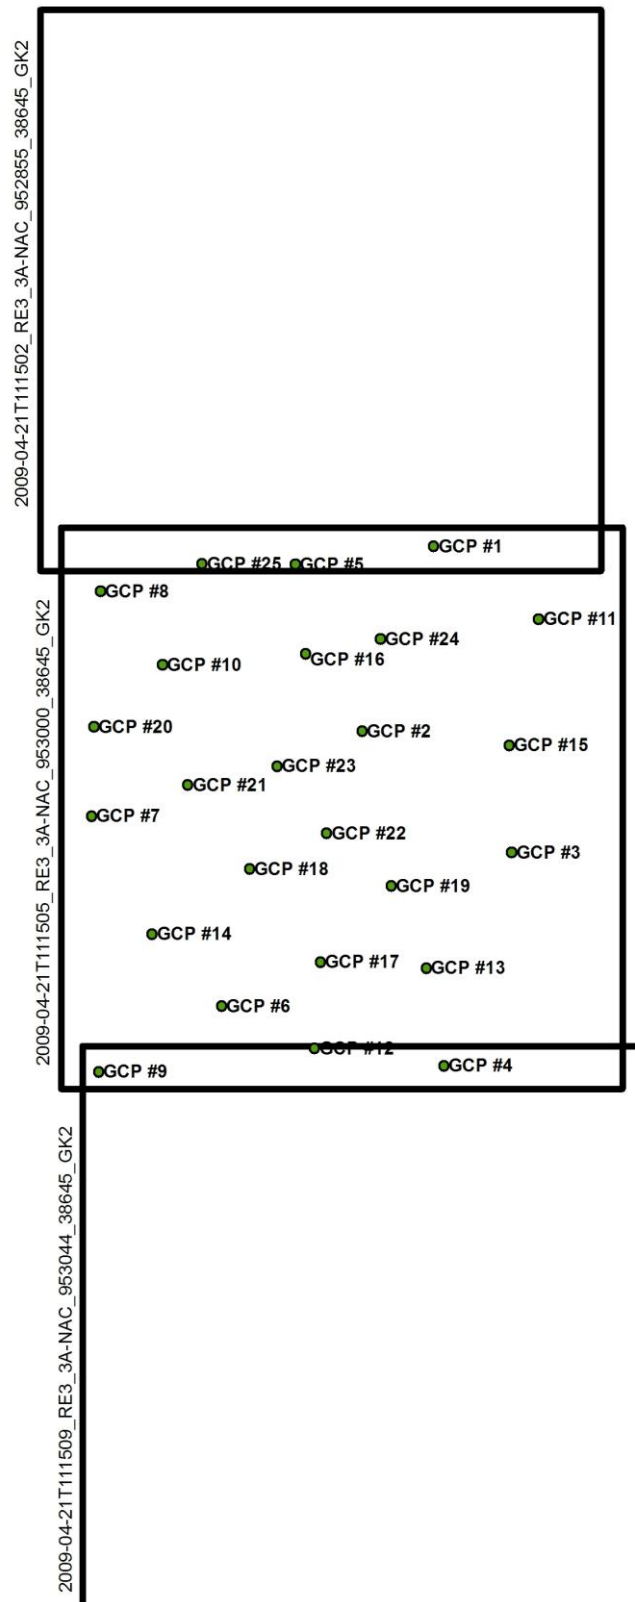 2009-04-21T111502_RE3_3A-NAC_952855_38645_GK2
GCP #1
GCP #25
GCP #5
GCP #8
GCP #11
GCP #24
GCP #16
GCP #10
2009-04-21T111505_RE3_3A-NAC_953000_38645_GK2
GCP #20
GCP #2
GCP #15
GCP #23
GCP #21
GCP #7
GCP #22
GCP #3
GCP #18
GCP #19
GCP #14
GCP #17
GCP #13
GCP #6
GCP #12
GCP #4
GCP #9
2009-04-21T111509_RE3_3A-NAC_953044_38645_GK2